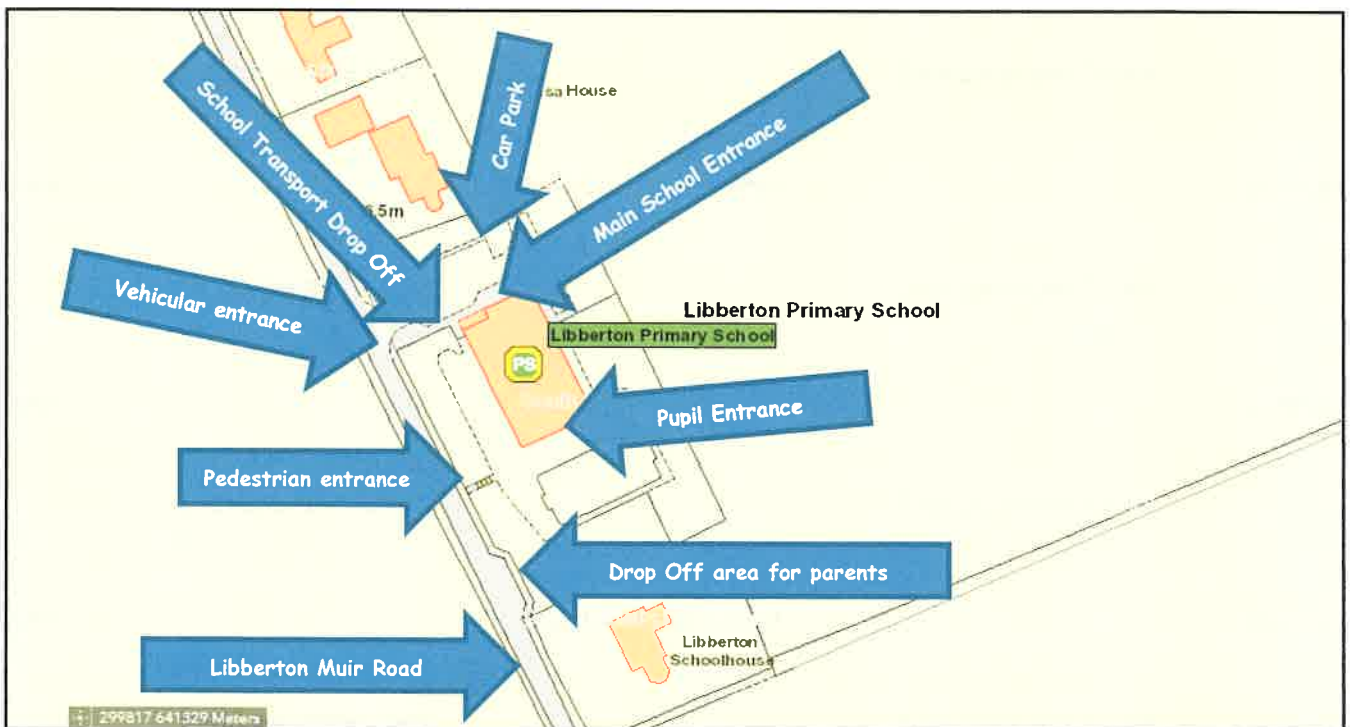 School Transport Drop Off
Car Park
sa House
Main School Entrance
5m
Vehicular entrance
Libberton Primary School
Libberton Primary School
PS
Pupil Entrance
Pedestrian entrance
Drop Off area for parents
Libberton Muir Road
Libberton
Schoolhouse
299817 641329 Meters